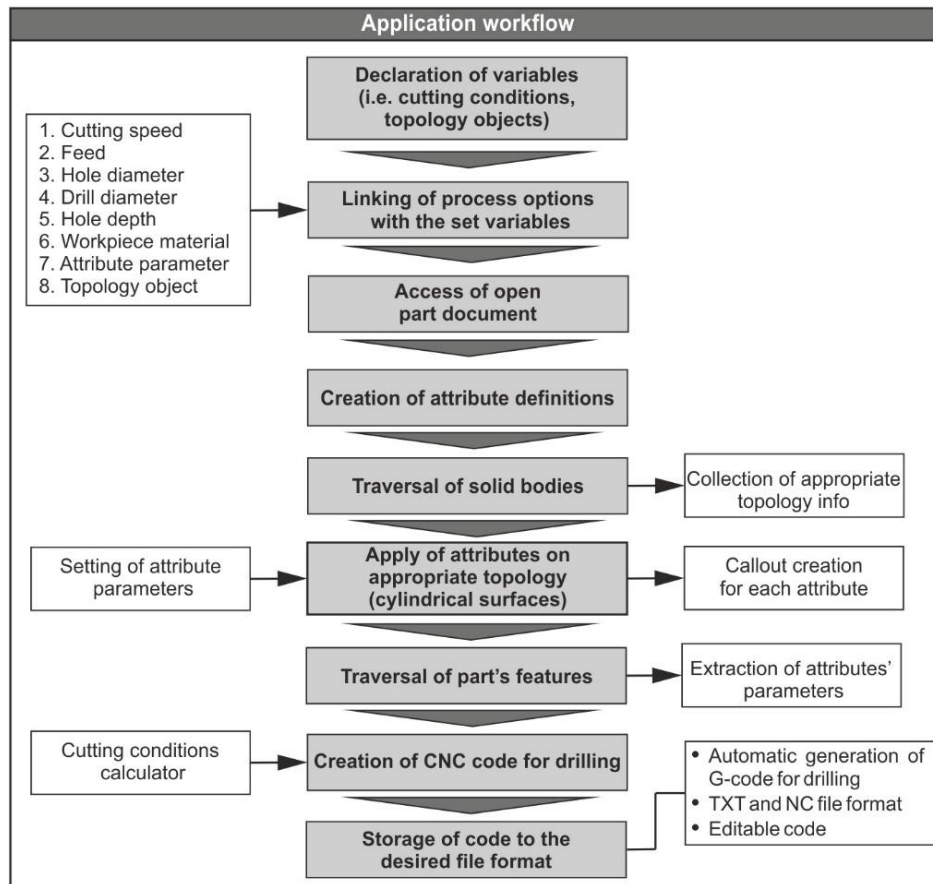 Application workflow
Declaration of variables
(i.e. cutting conditions,
topology objects)
1. Cutting speed
2. Feed
3. Hole diameter
4. Drill diameter
5. Hole depth
6. Workpiece material
7. Attribute parameter
8. Topology object
Linking of process options
with the set variables
Access of open
part document
Creation of attribute definitions
Traversal of solid bodies
Collection of appropriate
topology info
Setting of attribute
parameters
Apply of attributes on
appropriate topology
(cylindrical surfaces)
Callout creation
for each attribute
Traversal of part's features
Extraction of attributes'
parameters
Cutting conditions
calculator
Creation of CNC code for drilling
• Automatic generation of
G-code for drilling
• TXT and NC file format
• Editable code
Storage of code to the
desired file format